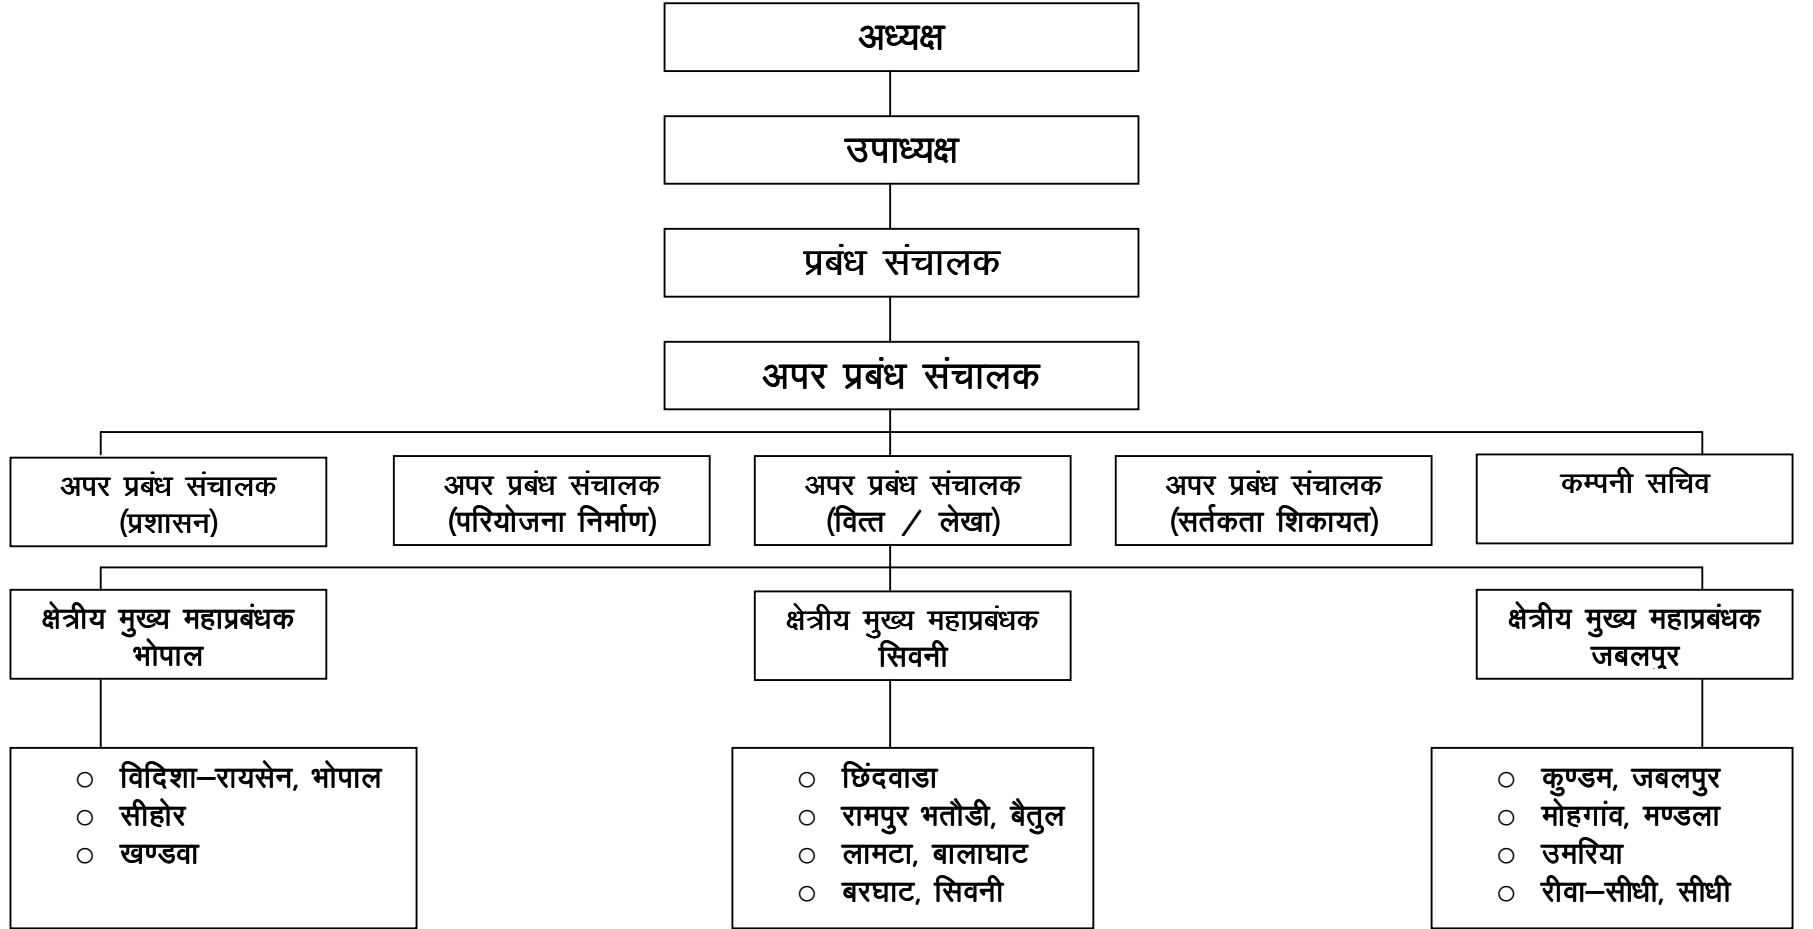 अध्यक्ष
उपाध्यक्ष
प्रबंध संचालक
अपर प्रबंध संचालक
अपर प्रबंध संचालक
(प्रशासन)
अपर प्रबंध संचालक
(परियोजना निर्माण)
अपर प्रबंध संचालक
(वित्त / लेखा)
अपर प्रबंध संचालक
(सर्तकता शिकायत)
कम्पनी सचिव
क्षेत्रीय मुख्य महाप्रबंधक
भोपाल
क्षेत्रीय मुख्य महाप्रबंधक
सिवनी
क्षेत्रीय मुख्य महाप्रबंधक
जबलपुर
○ विदिशा–रायसेन, भोपाल
○ सीहोर
○ खण्डवा
○ छिंदवाडा
○ रामपुर भतौडी, बैतुल
○ लामटा, बालाघाट
○ बरघाट, सिवनी
○ कुण्डम, जबलपुर
○ मोहगांव, मण्डला
○ उमरिया
○ रीवा–सीधी, सीधी